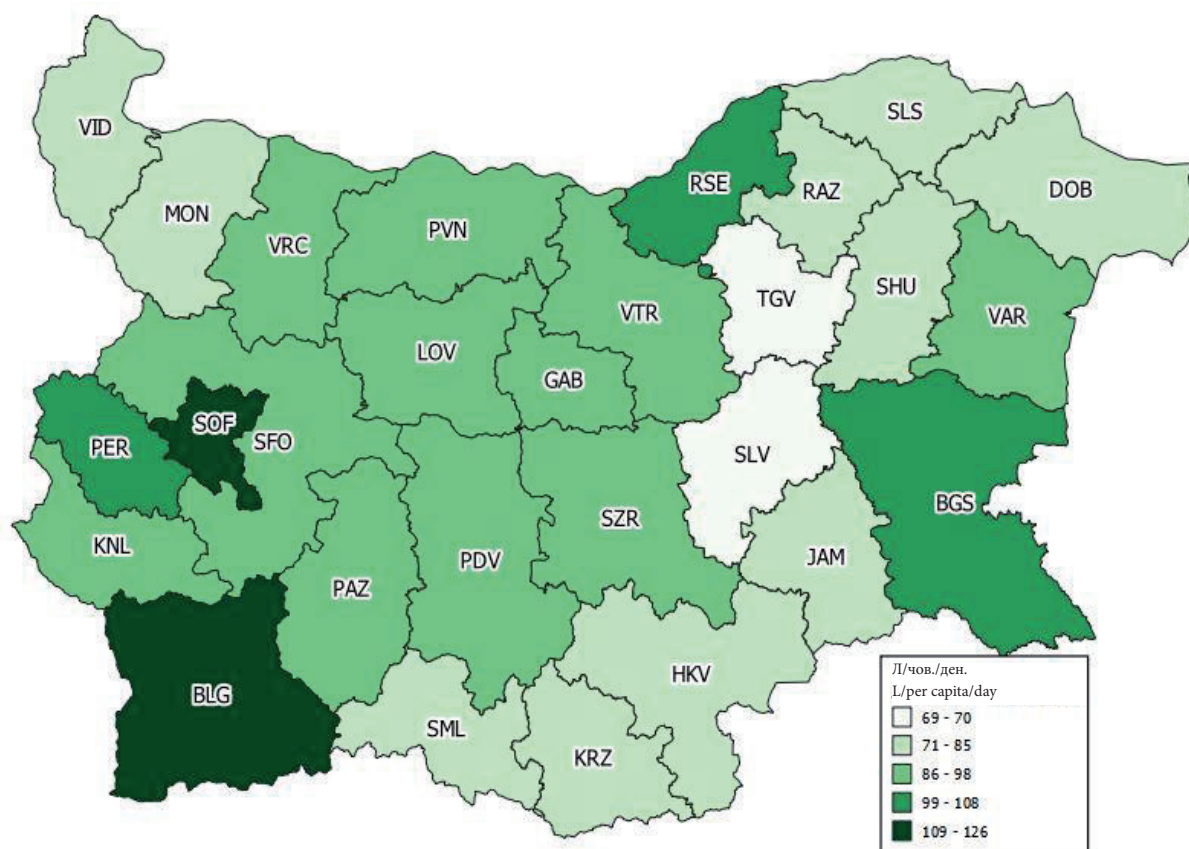 SLS
VID
RSE
RAZ
DOB
MON
PVN
VRC
TGV
SHU
VTR
VAR
LOV
GAB
SOF
PER
SFO
SLV
BGS
SZR
KNL
JAM
PDV
PAZ
HKV
BLG
SML
KRZ
Л/чов./ден.
L/per capita/day
69 - 70
71 - 85
86 - 98
99 - 108
109 - 126